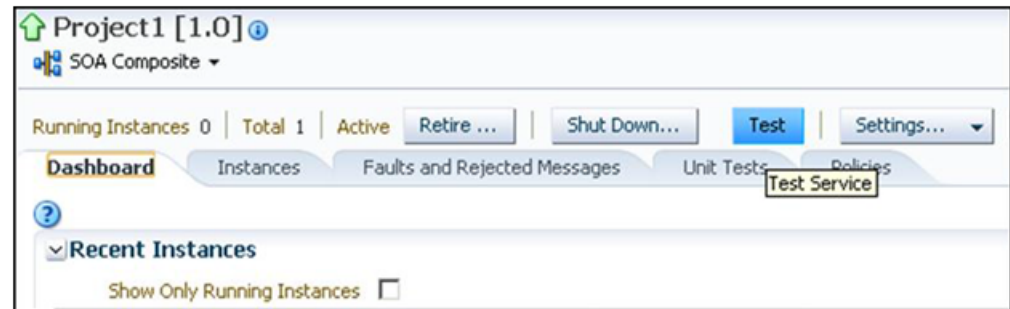 Project1 [1.0]
SOA Composite
Running Instances 0 | Total 1 | Active Retire ... | Shut Down... Test | Settings...
Dashboard Instances Faults and Rejected Messages Unit Tests Policies
Test Service
?
Recent Instances
Show Only Running Instances